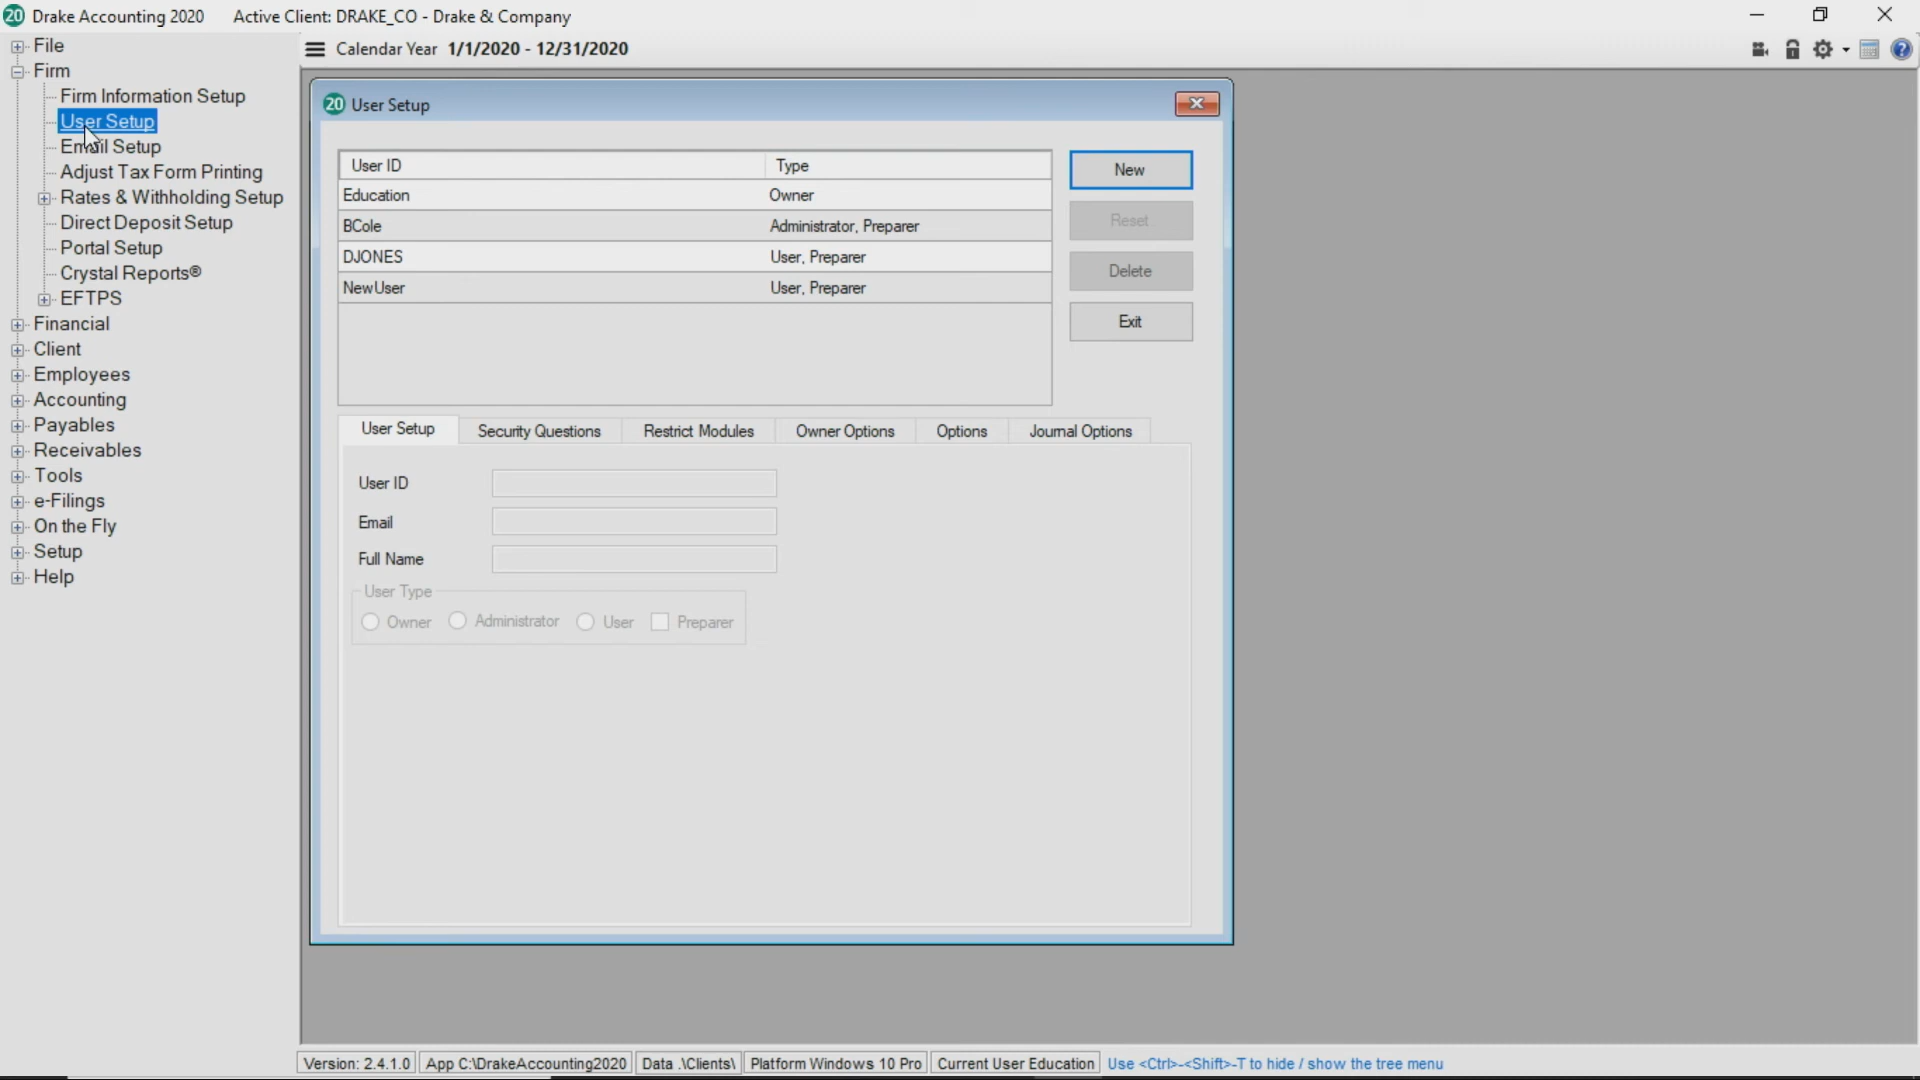 20 Drake Accounting 2020 Active Client: DRAKE_CO - Drake & Company
File
Firm
Firm Information Setup
User Setup
Email Setup
Adjust Tax Form Printing
Rates & Withholding Setup
Direct Deposit Setup
Portal Setup
Crystal Reports®
EFTPS
Financial
Client
Employees
Accounting
Payables
Receivables
Tools
e-Filings
On the Fly
Setup
Help
Calendar Year 1/1/2020 - 12/31/2020
20 User Setup
User ID Type
Education Owner
BCole Administrator, Preparer
DJONES User, Preparer
NewUser User, Preparer
New
Reset
Delete
Exit
User Setup Security Questions Restrict Modules Owner Options Options Journal Options
User ID
Email
Full Name
User Type
Owner Administrator User Preparer
Version: 2.4.1.0 App C:\DrakeAccounting2020 Data .\Clients\ Platform Windows 10 Pro Current User Education Use <Ctrl>-<Shift>-T to hide / show the tree menu